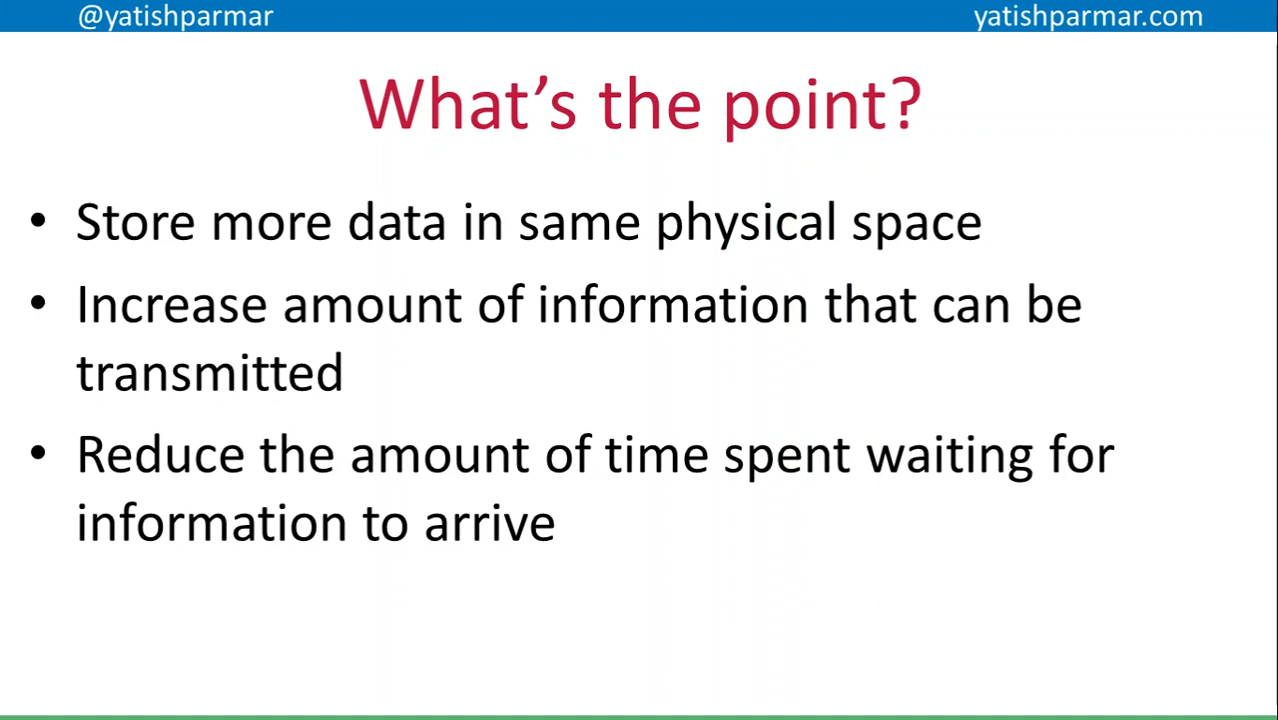 @yatishparmar
yatishparmar.com
What’s the point?
• Store more data in same physical space
• Increase amount of information that can be
transmitted
• Reduce the amount of time spent waiting for
information to arrive